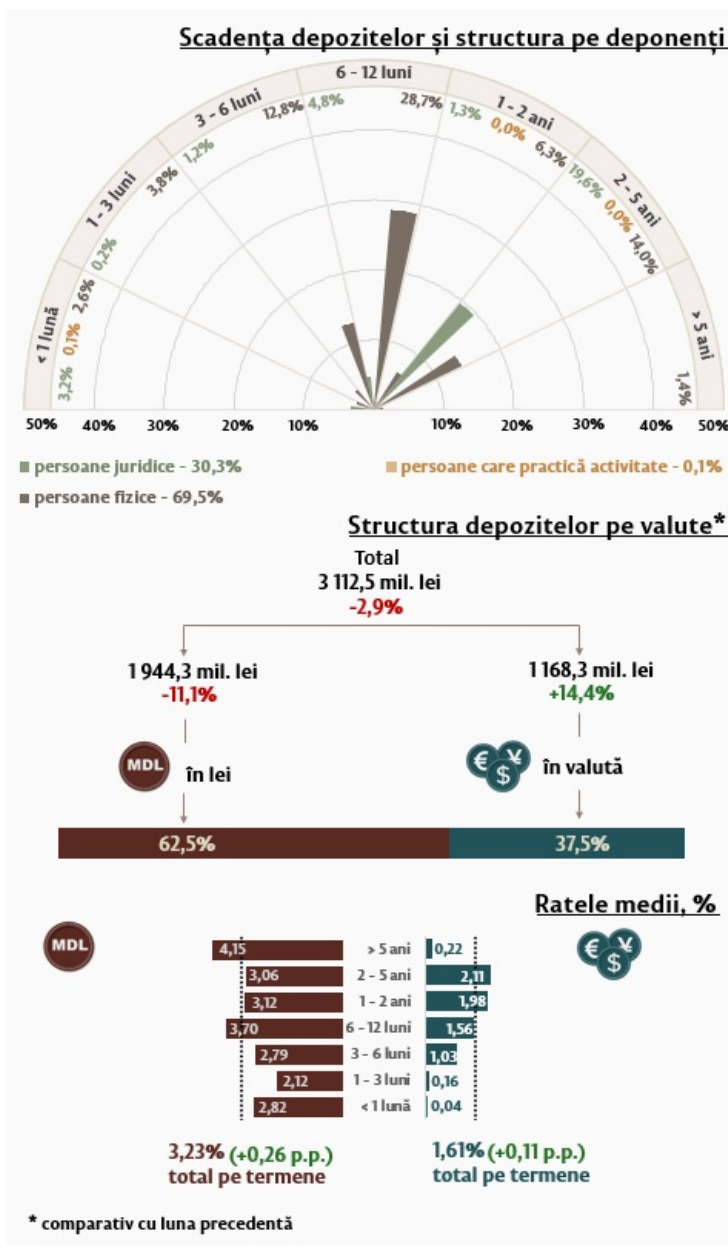 Scadența depozitelor și structura pe deponenți
< 1 lună
1 - 3 luni
3 - 6 luni
6 - 12 luni
1 - 2 ani
2 - 5 ani
> 5 ani
3,2%
0,1%
2,6%
0,2%
3,8%
1,2%
12,8%
4,8%
28,7%
1,3%
0,0%
6,3%
19,6%
0,0%
14,0%
1,4%
50% 40% 30% 20% 10% 10% 20% 30% 40% 50%
persoane juridice - 30,3%
persoane care practică activitate - 0,1%
persoane fizice - 69,5%
Structura depozitelor pe valute*
Total
3 112,5 mil. lei
-2,9%
1 944,3 mil. lei
-11,1%
1 168,3 mil. lei
+14,4%
MDL
în lei
€ ¥ $
în valută
62,5%
37,5%
Ratele medii, %
MDL
€ ¥ $
4,15 > 5 ani 0,22
3,06 2 - 5 ani 2,11
3,12 1 - 2 ani 1,98
3,70 6 - 12 luni 1,56
2,79 3 - 6 luni 1,03
2,12 1 - 3 luni 0,16
2,82 < 1 lună 0,04
3,23% (+0,26 p.p.)
total pe termene
1,61% (+0,11 p.p.)
total pe termene
* comparativ cu luna precedentă